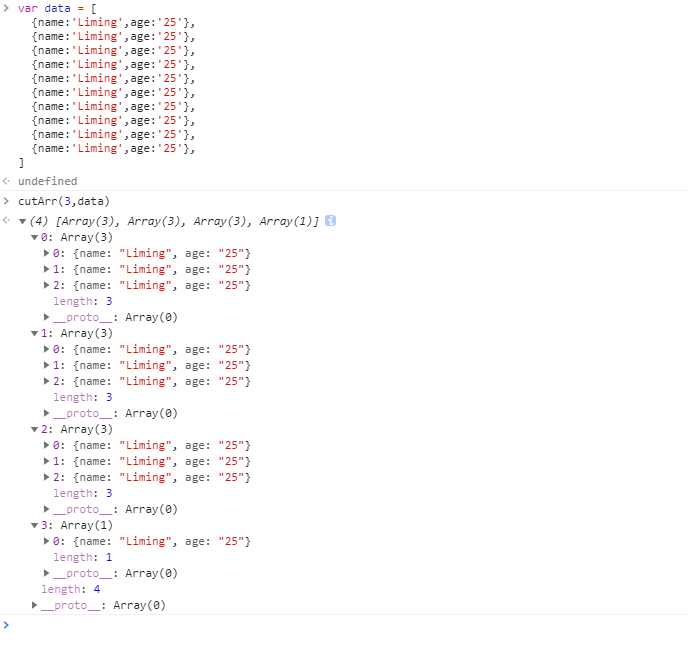 var data = [
{name:'Liming',age:'25'},
{name:'Liming',age:'25'},
{name:'Liming',age:'25'},
{name:'Liming',age:'25'},
{name:'Liming',age:'25'},
{name:'Liming',age:'25'},
{name:'Liming',age:'25'},
{name:'Liming',age:'25'},
{name:'Liming',age:'25'},
{name:'Liming',age:'25'},
]
undefined
cutArr(3,data)
(4) [Array(3), Array(3), Array(3), Array(1)] i
0: Array(3)
0: {name: "Liming", age: "25"}
1: {name: "Liming", age: "25"}
2: {name: "Liming", age: "25"}
length: 3
__proto__: Array(0)
1: Array(3)
0: {name: "Liming", age: "25"}
1: {name: "Liming", age: "25"}
2: {name: "Liming", age: "25"}
length: 3
__proto__: Array(0)
2: Array(3)
0: {name: "Liming", age: "25"}
1: {name: "Liming", age: "25"}
2: {name: "Liming", age: "25"}
length: 3
__proto__: Array(0)
3: Array(1)
0: {name: "Liming", age: "25"}
length: 1
__proto__: Array(0)
length: 4
__proto__: Array(0)